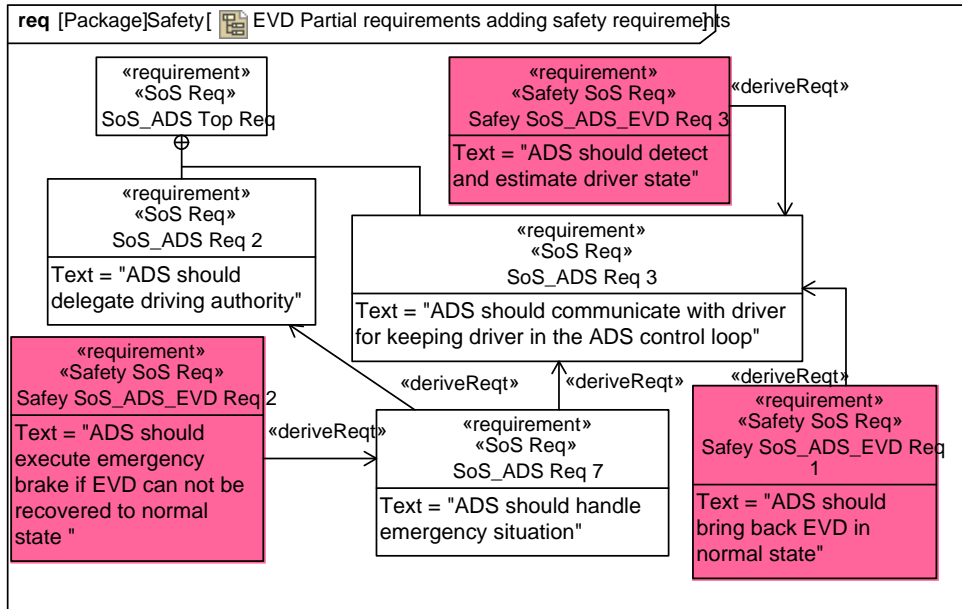 req [Package]Safety[ EVD Partial requirements adding safety requirements]
«requirement»
«SoS Req»
SoS_ADS Top Req
«requirement»
«Safety SoS Req»
Safey SoS_ADS_EVD Req 3
Text = "ADS should detect
and estimate driver state"
«deriveReqt»
«requirement»
«SoS Req»
SoS_ADS Req 2
Text = "ADS should
delegate driving authority"
«requirement»
«SoS Req»
SoS_ADS Req 3
Text = "ADS should communicate with driver
for keeping driver in the ADS control loop"
«requirement»
«Safety SoS Req»
Safey SoS_ADS_EVD Req 2
Text = "ADS should
execute emergency
brake if EVD can not be
recovered to normal
state "
«deriveReqt»
«deriveReqt»
«deriveReqt»
«deriveReqt»
«requirement»
«SoS Req»
SoS_ADS Req 7
Text = "ADS should handle
emergency situation"
«requirement»
«Safety SoS Req»
Safey SoS_ADS_EVD Req
1
Text = "ADS should
bring back EVD in
normal state"